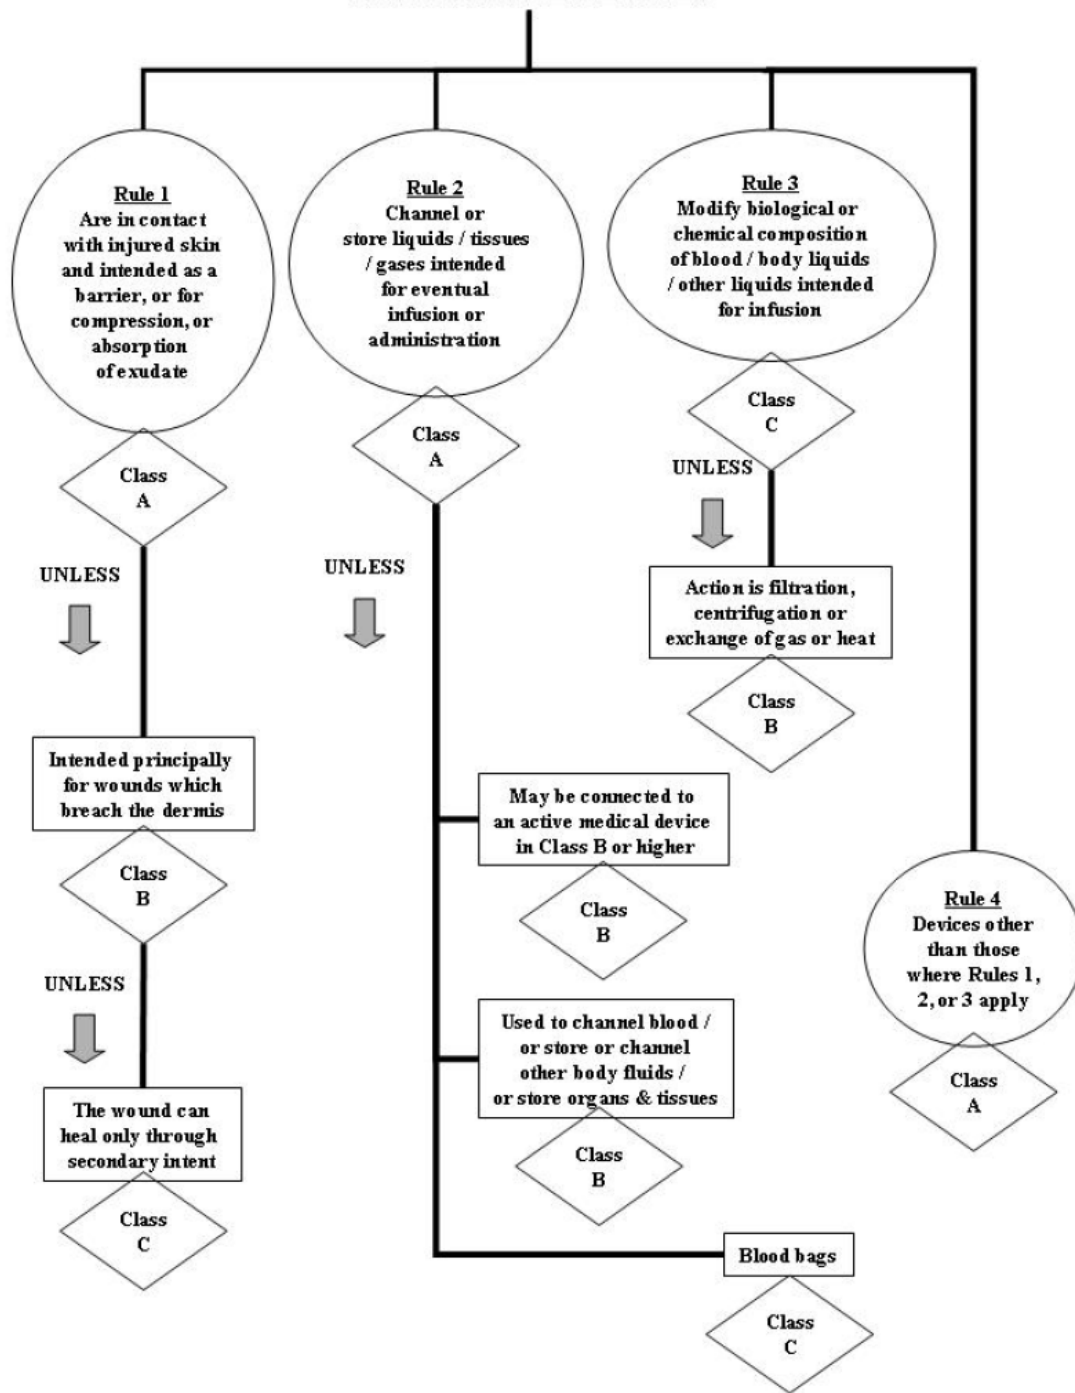 Rule 1
Are in contact
with injured skin
and intended as a
barrier, or for
compression, or
absorption
of exudate
Class
A
UNLESS
Intended principally
for wounds which
breach the dermis
Class
B
UNLESS
The wound can
heal only through
secondary intent
Class
C
Rule 2
Channel or
store liquids / tissues
/ gases intended
for eventual
infusion or
administration
Class
A
UNLESS
May be connected to
an active medical device
in Class B or higher
Class
B
Used to channel blood /
or store or channel
other body fluids /
or store organs & tissues
Class
B
Blood bags
Class
C
Rule 3
Modify biological or
chemical composition
of blood / body liquids
/ other liquids intended
for infusion
Class
C
UNLESS
Action is filtration,
centrifugation or
exchange of gas or heat
Class
B
Rule 4
Devices other
than those
where Rules 1,
2, or 3 apply
Class
A